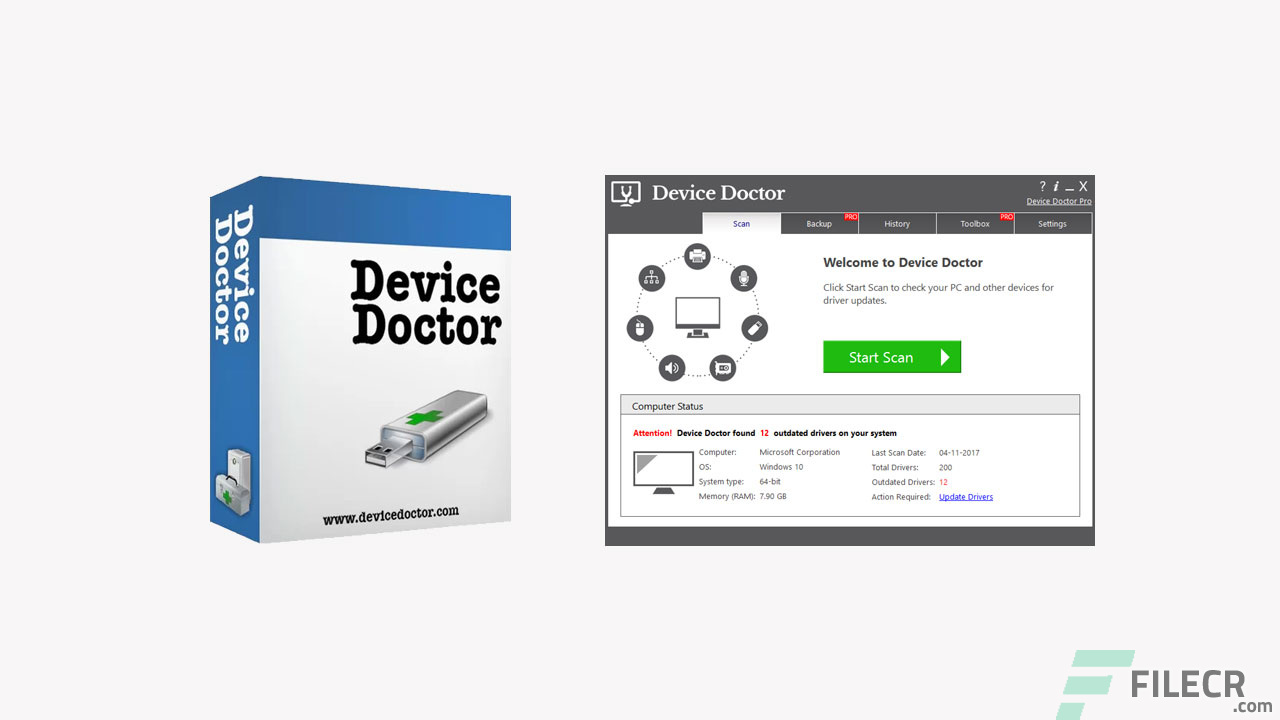 Device
Doctor
Device
Doctor
www.devicedoctor.com
Device Doctor
? i _ X
Device Doctor Pro
Scan
Backup
PRO
History
Toolbox
PRO
Settings
Welcome to Device Doctor
Click Start Scan to check your PC and other devices for
driver updates.
Start Scan
Computer Status
Attention! Device Doctor found 12 outdated drivers on your system
Computer: Microsoft Corporation
OS: Windows 10
System type: 64-bit
Memory (RAM): 7.90 GB
Last Scan Date: 04-11-2017
Total Drivers: 200
Outdated Drivers: 12
Action Required: Update Drivers
FILECR
.com